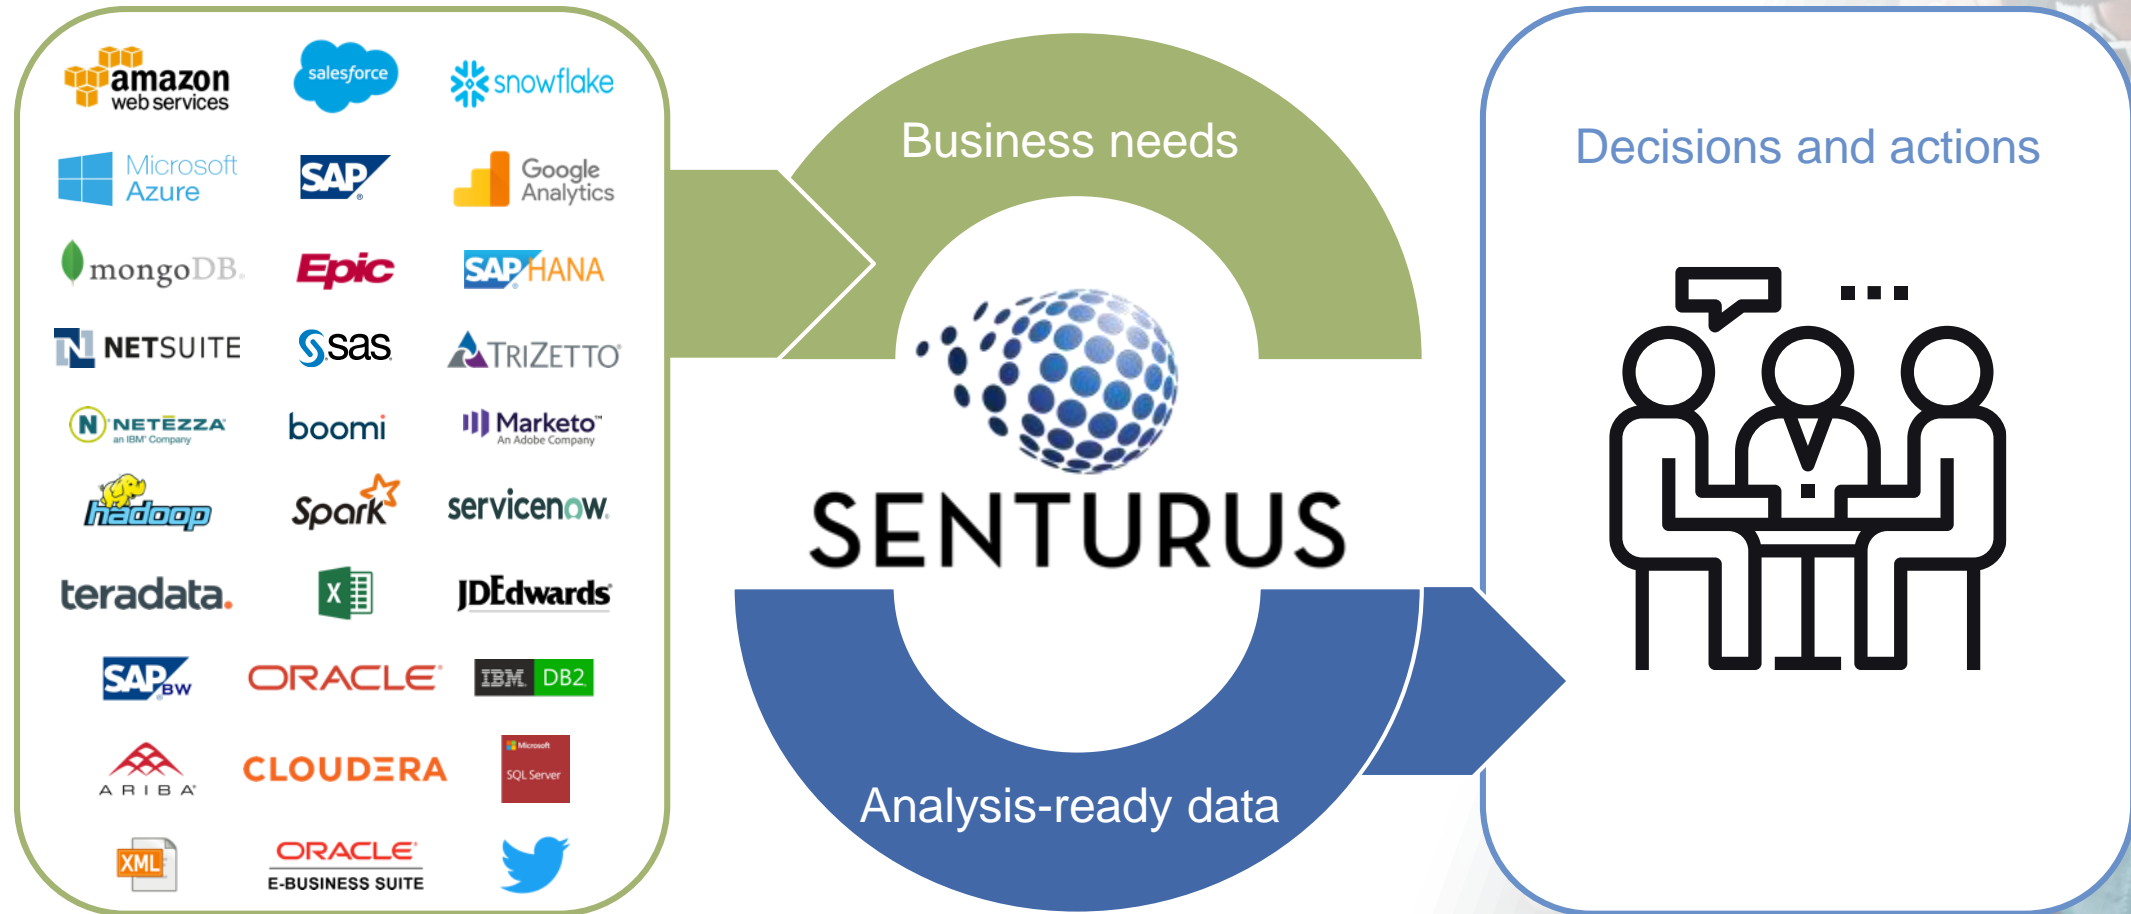 amazon
web services
salesforce
snowflake
Microsoft
Azure
SAP
Google
Analytics
mongoDB.
Epic
SAP HANA
N NETSUITE
S.sas
TRIZETTO
N NETEZZA
an IBM® Company
boomi
Marketo™
An Adobe Company
hadoop
Spark
servicenow.
teradata.
X
JDEdwards
SAP BW
ORACLE
IBM. DB2.
ARIBA
CLOUDERA
Microsoft
SQL Server
XML
ORACLE
E-BUSINESS SUITE
Business needs
SENTURUS
Analysis-ready data
Decisions and actions